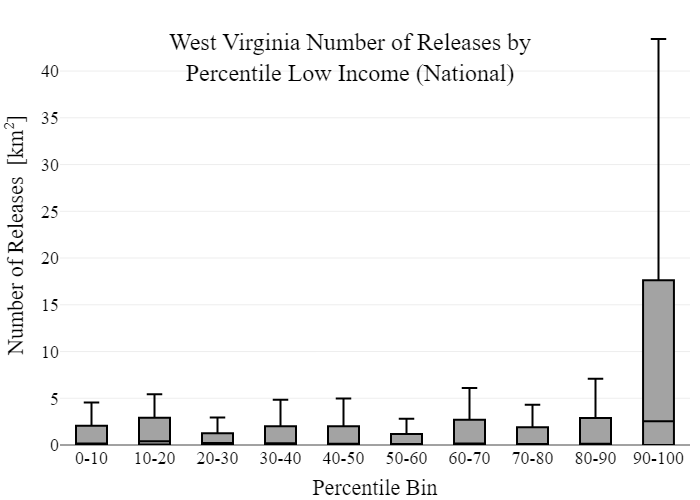 West Virginia Number of Releases by
Percentile Low Income (National)
Number of Releases [km²]
40
35
30
25
20
15
10
5
0
0-10 10-20 20-30 30-40 40-50 50-60 60-70 70-80 80-90 90-100
Percentile Bin